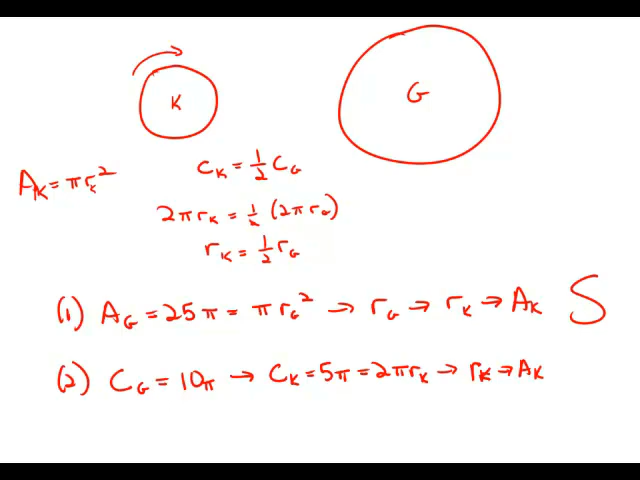 K
G
A_K = πr_K²
C_K = 1/2 C_G
2πr_K = 1/2 (2πr_G)
r_K = 1/2 r_G
(1) A_G = 25π = πr_G² → r_G → r_K → A_K S
(2) C_G = 10π → C_K = 5π = 2πr_K → r_K → A_K